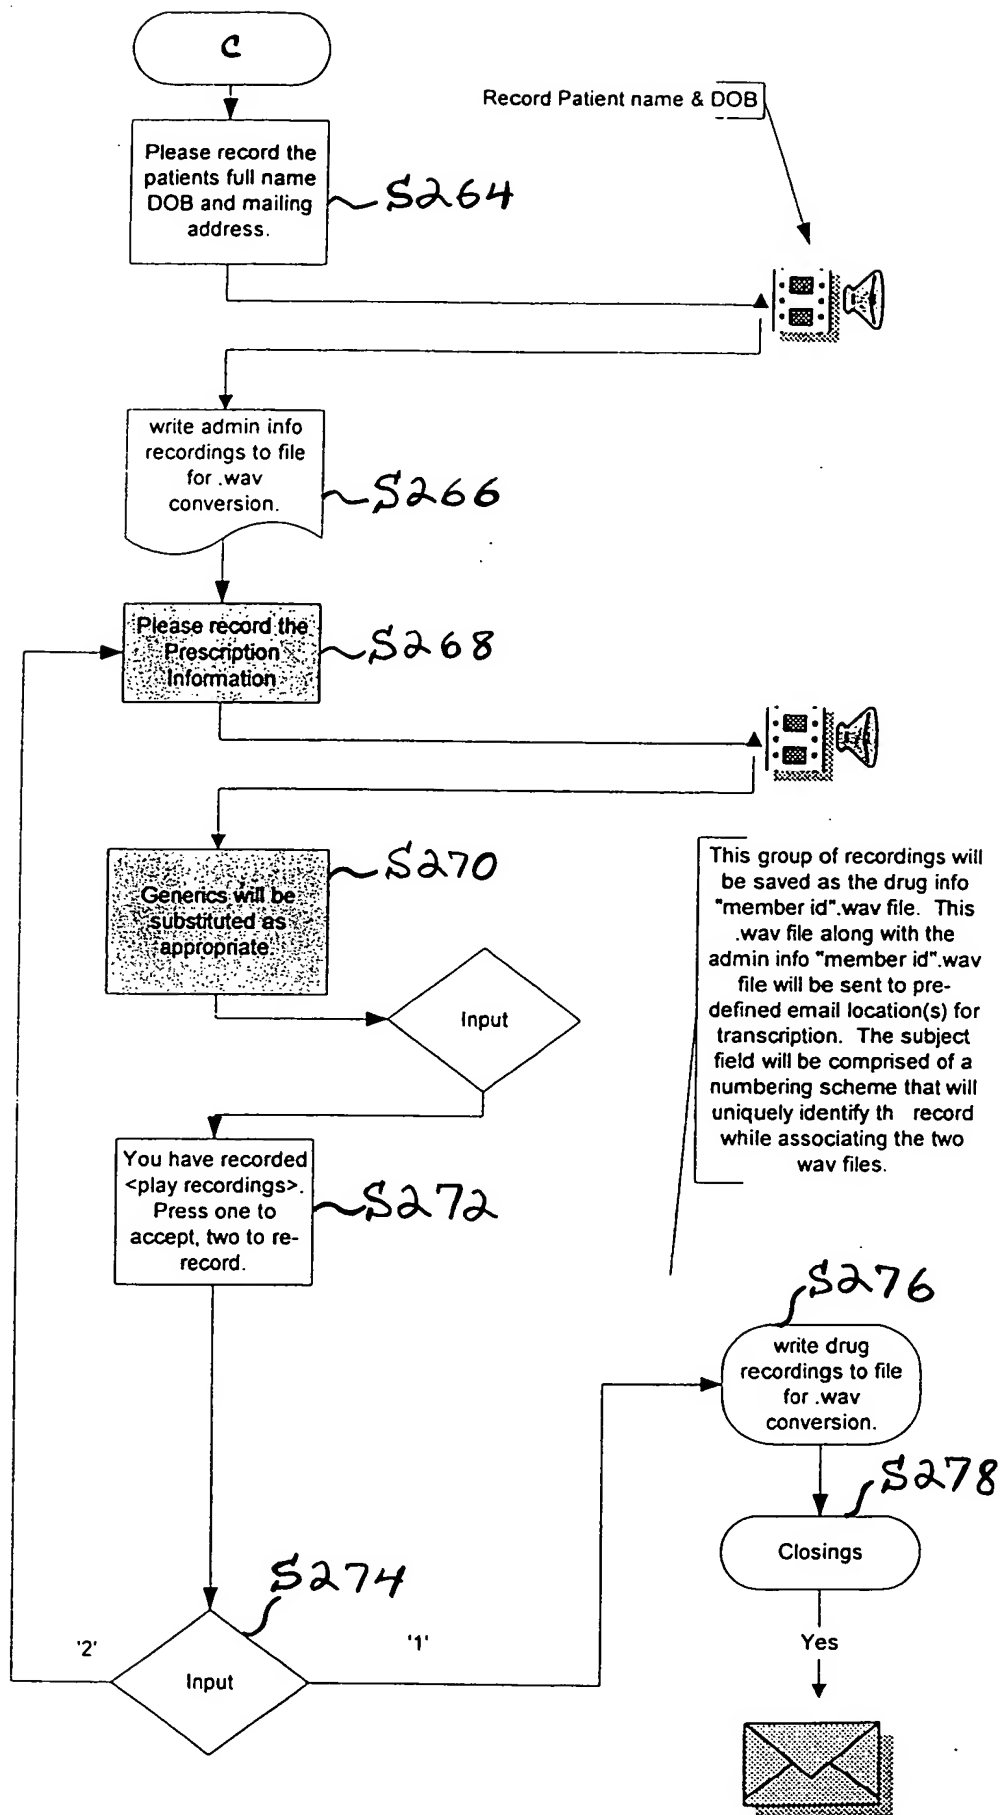 C
Record Patient name & DOB
Please record the
patients full name
DOB and mailing
address.
S264
write admin info
recordings to file
for .wav
conversion.
S266
Please record the
Prescription
Information
S268
Generics will be
substituted as
appropriate
S270
Input
This group of recordings will
be saved as the drug info
"member id".wav file. This
.wav file along with the
admin info "member id".wav
file will be sent to pre-
defined email location(s) for
transcription. The subject
field will be comprised of a
numbering scheme that will
uniquely identify th record
while associating the two
wav files.
You have recorded
<play recordings>.
Press one to
accept, two to re-
record.
S272
S276
write drug
recordings to file
for .wav
conversion.
S278
Closings
S274
'2'
Input
'1'
Yes